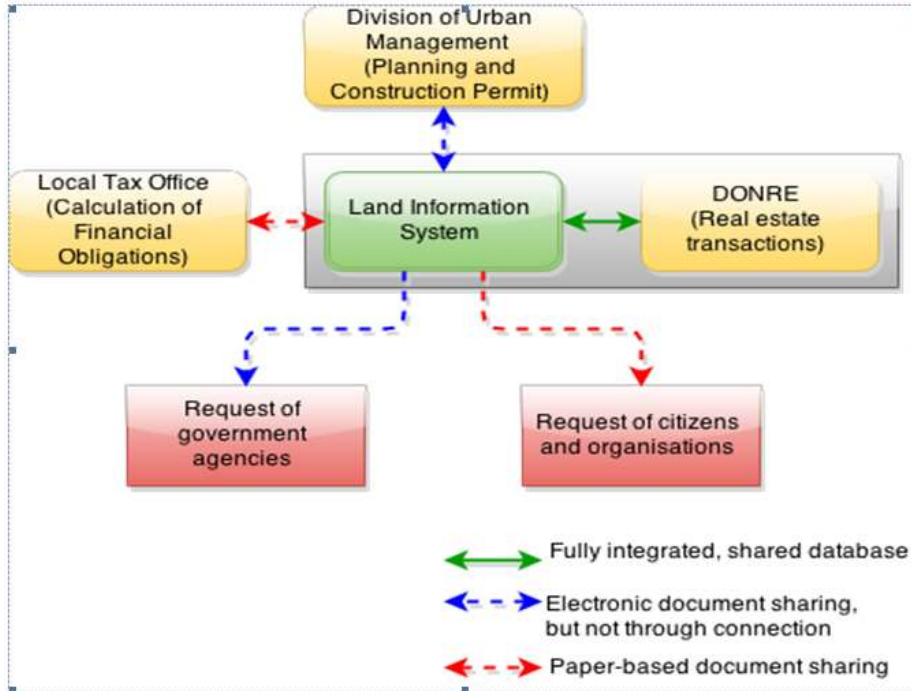 Division of Urban
Management
(Planning and
Construction Permit)
Local Tax Office
(Calculation of
Financial
Obligations)
Land Information
System
DONRE
(Real estate
transactions)
Request of
government
agencies
Request of citizens
and organisations
Fully integrated, shared database
Electronic document sharing,
but not through connection
Paper-based document sharing